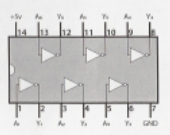 +5v A₆ Y₆ A₅ Y₅ A₄ Y₄
14 13 12 11 10 9 8
1 2 3 4 5 6 7
A₁ Y₁ A₂ Y₂ A₃ Y₃ GND